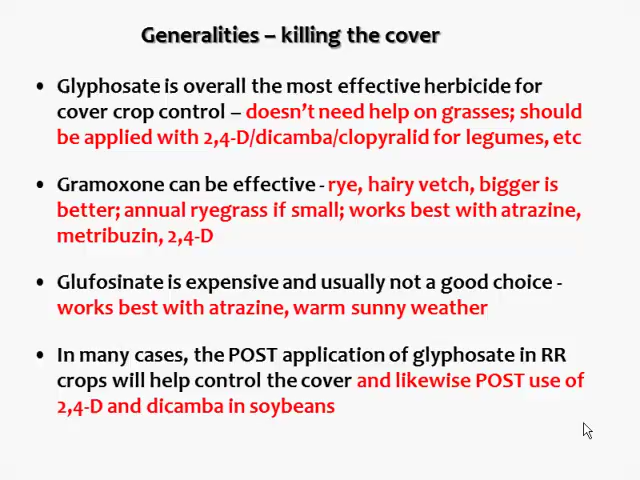 Generalities – killing the cover
• Glyphosate is overall the most effective herbicide for
cover crop control – doesn't need help on grasses; should
be applied with 2,4-D/dicamba/clopyralid for legumes, etc
• Gramoxone can be effective - rye, hairy vetch, bigger is
better; annual ryegrass if small; works best with atrazine,
metribuzin, 2,4-D
• Glufosinate is expensive and usually not a good choice -
works best with atrazine, warm sunny weather
• In many cases, the POST application of glyphosate in RR
crops will help control the cover and likewise POST use of
2,4-D and dicamba in soybeans